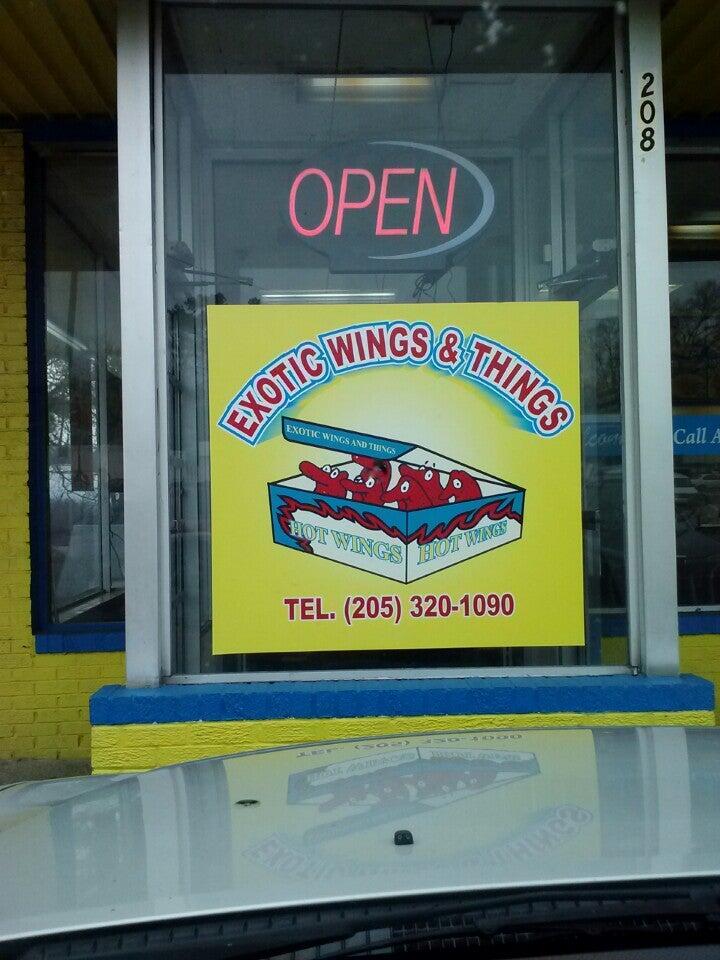 208
OPEN
EXOTIC WINGS & THINGS
EXOTIC WINGS AND THINGS
HOT WINGS HOT WINGS
TEL. (205) 320-1090
Call